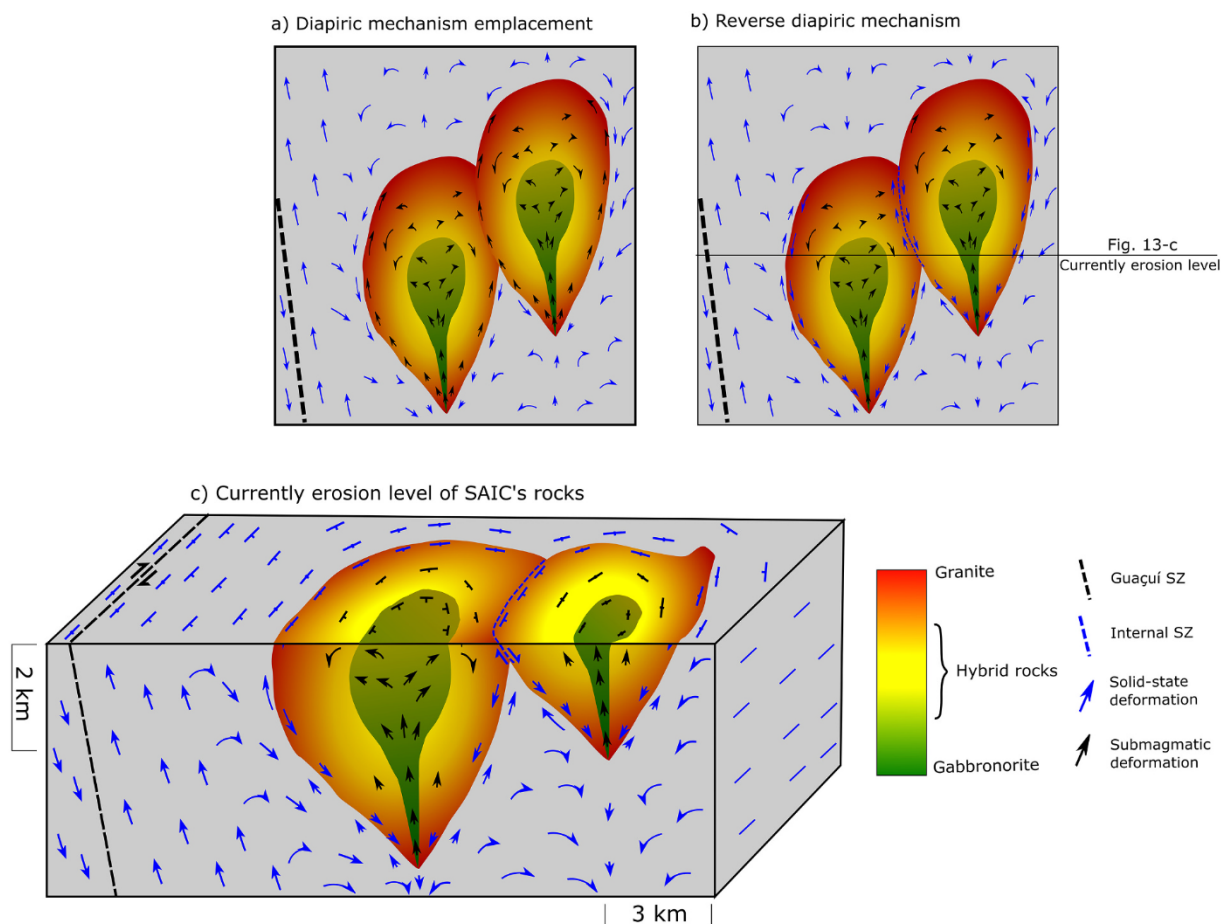 a) Diapiric mechanism emplacement
b) Reverse diapiric mechanism
Fig. 13-c
Currently erosion level
c) Currently erosion level of SAIC's rocks
2 km
3 km
Granite
Hybrid rocks
Gabbronorite
Guaçuí SZ
Internal SZ
Solid-state
deformation
Submagmatic
deformation